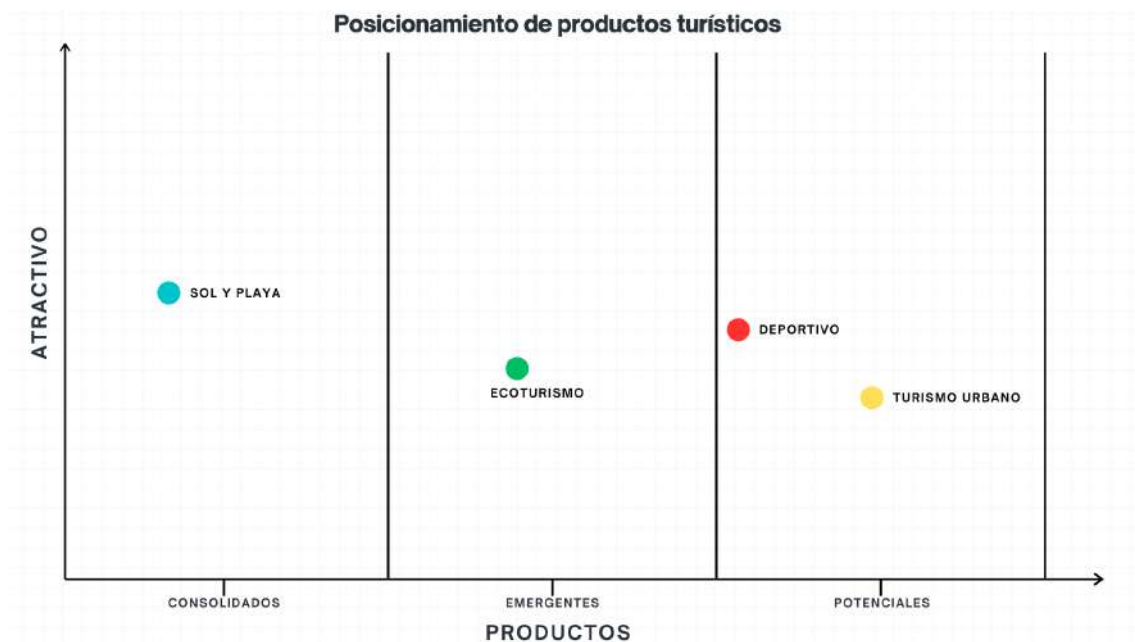 Posicionamiento de productos turísticos
ATRACTIVO
SOL Y PLAYA
DEPORTIVO
ECOTURISMO
TURISMO URBANO
CONSOLIDADOS
EMERGENTES
POTENCIALES
PRODUCTOS